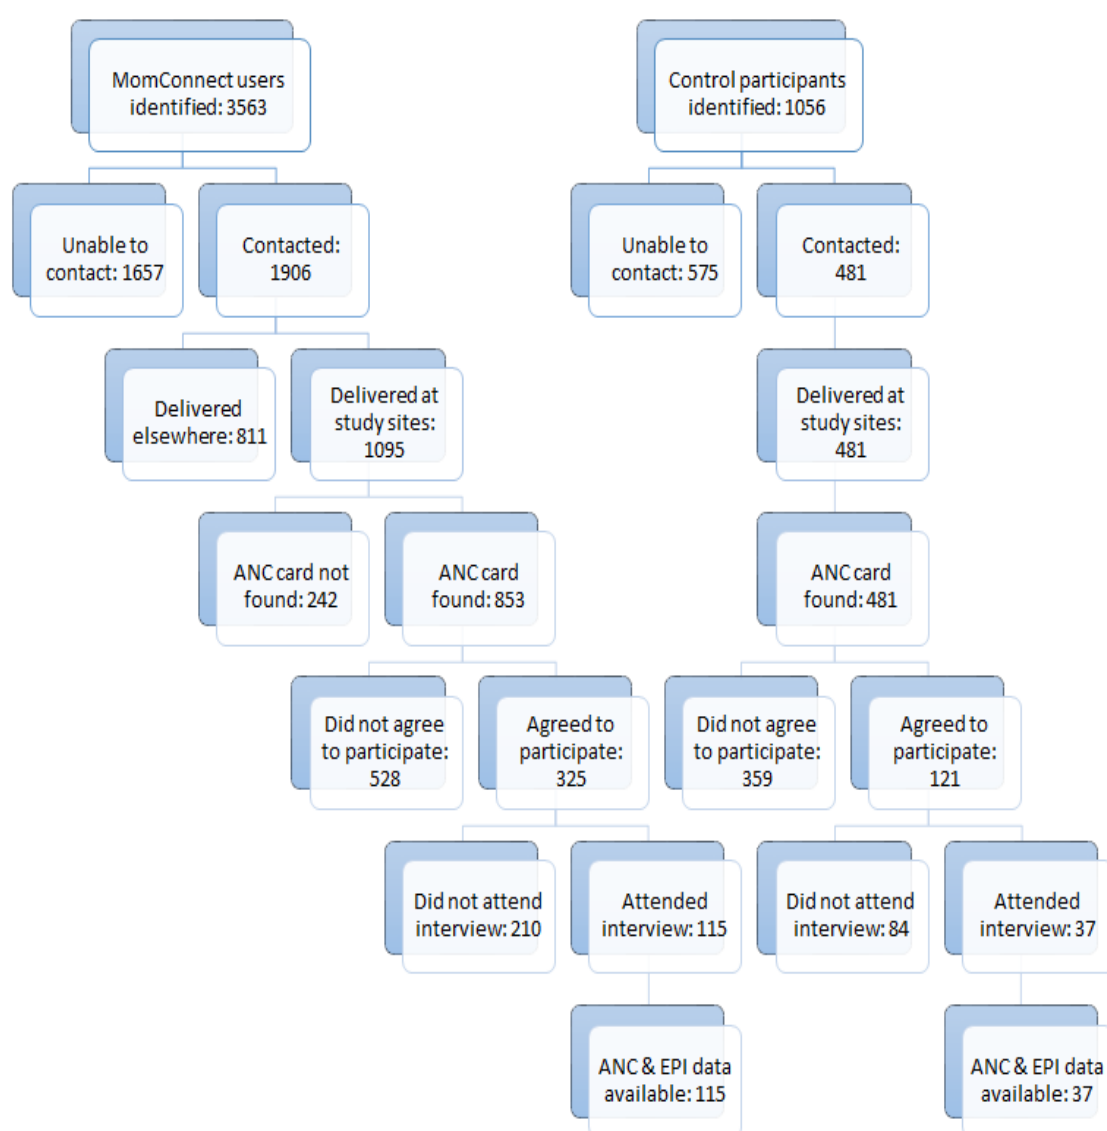 MomConnect users
identified: 3563
Control participants
identified: 1056
Unable to
contact: 1657
Contacted:
1906
Unable to
contact: 575
Contacted:
481
Delivered
elsewhere: 811
Delivered at
study sites:
1095
Delivered at
study sites:
481
ANC card not
found: 242
ANC card
found: 853
ANC card
found: 481
Did not agree
to participate:
528
Agreed to
participate:
325
Did not agree
to participate:
359
Agreed to
participate:
121
Did not attend
interview: 210
Attended
interview: 115
Did not attend
interview: 84
Attended
interview: 37
ANC & EPI data
available: 115
ANC & EPI data
available: 37